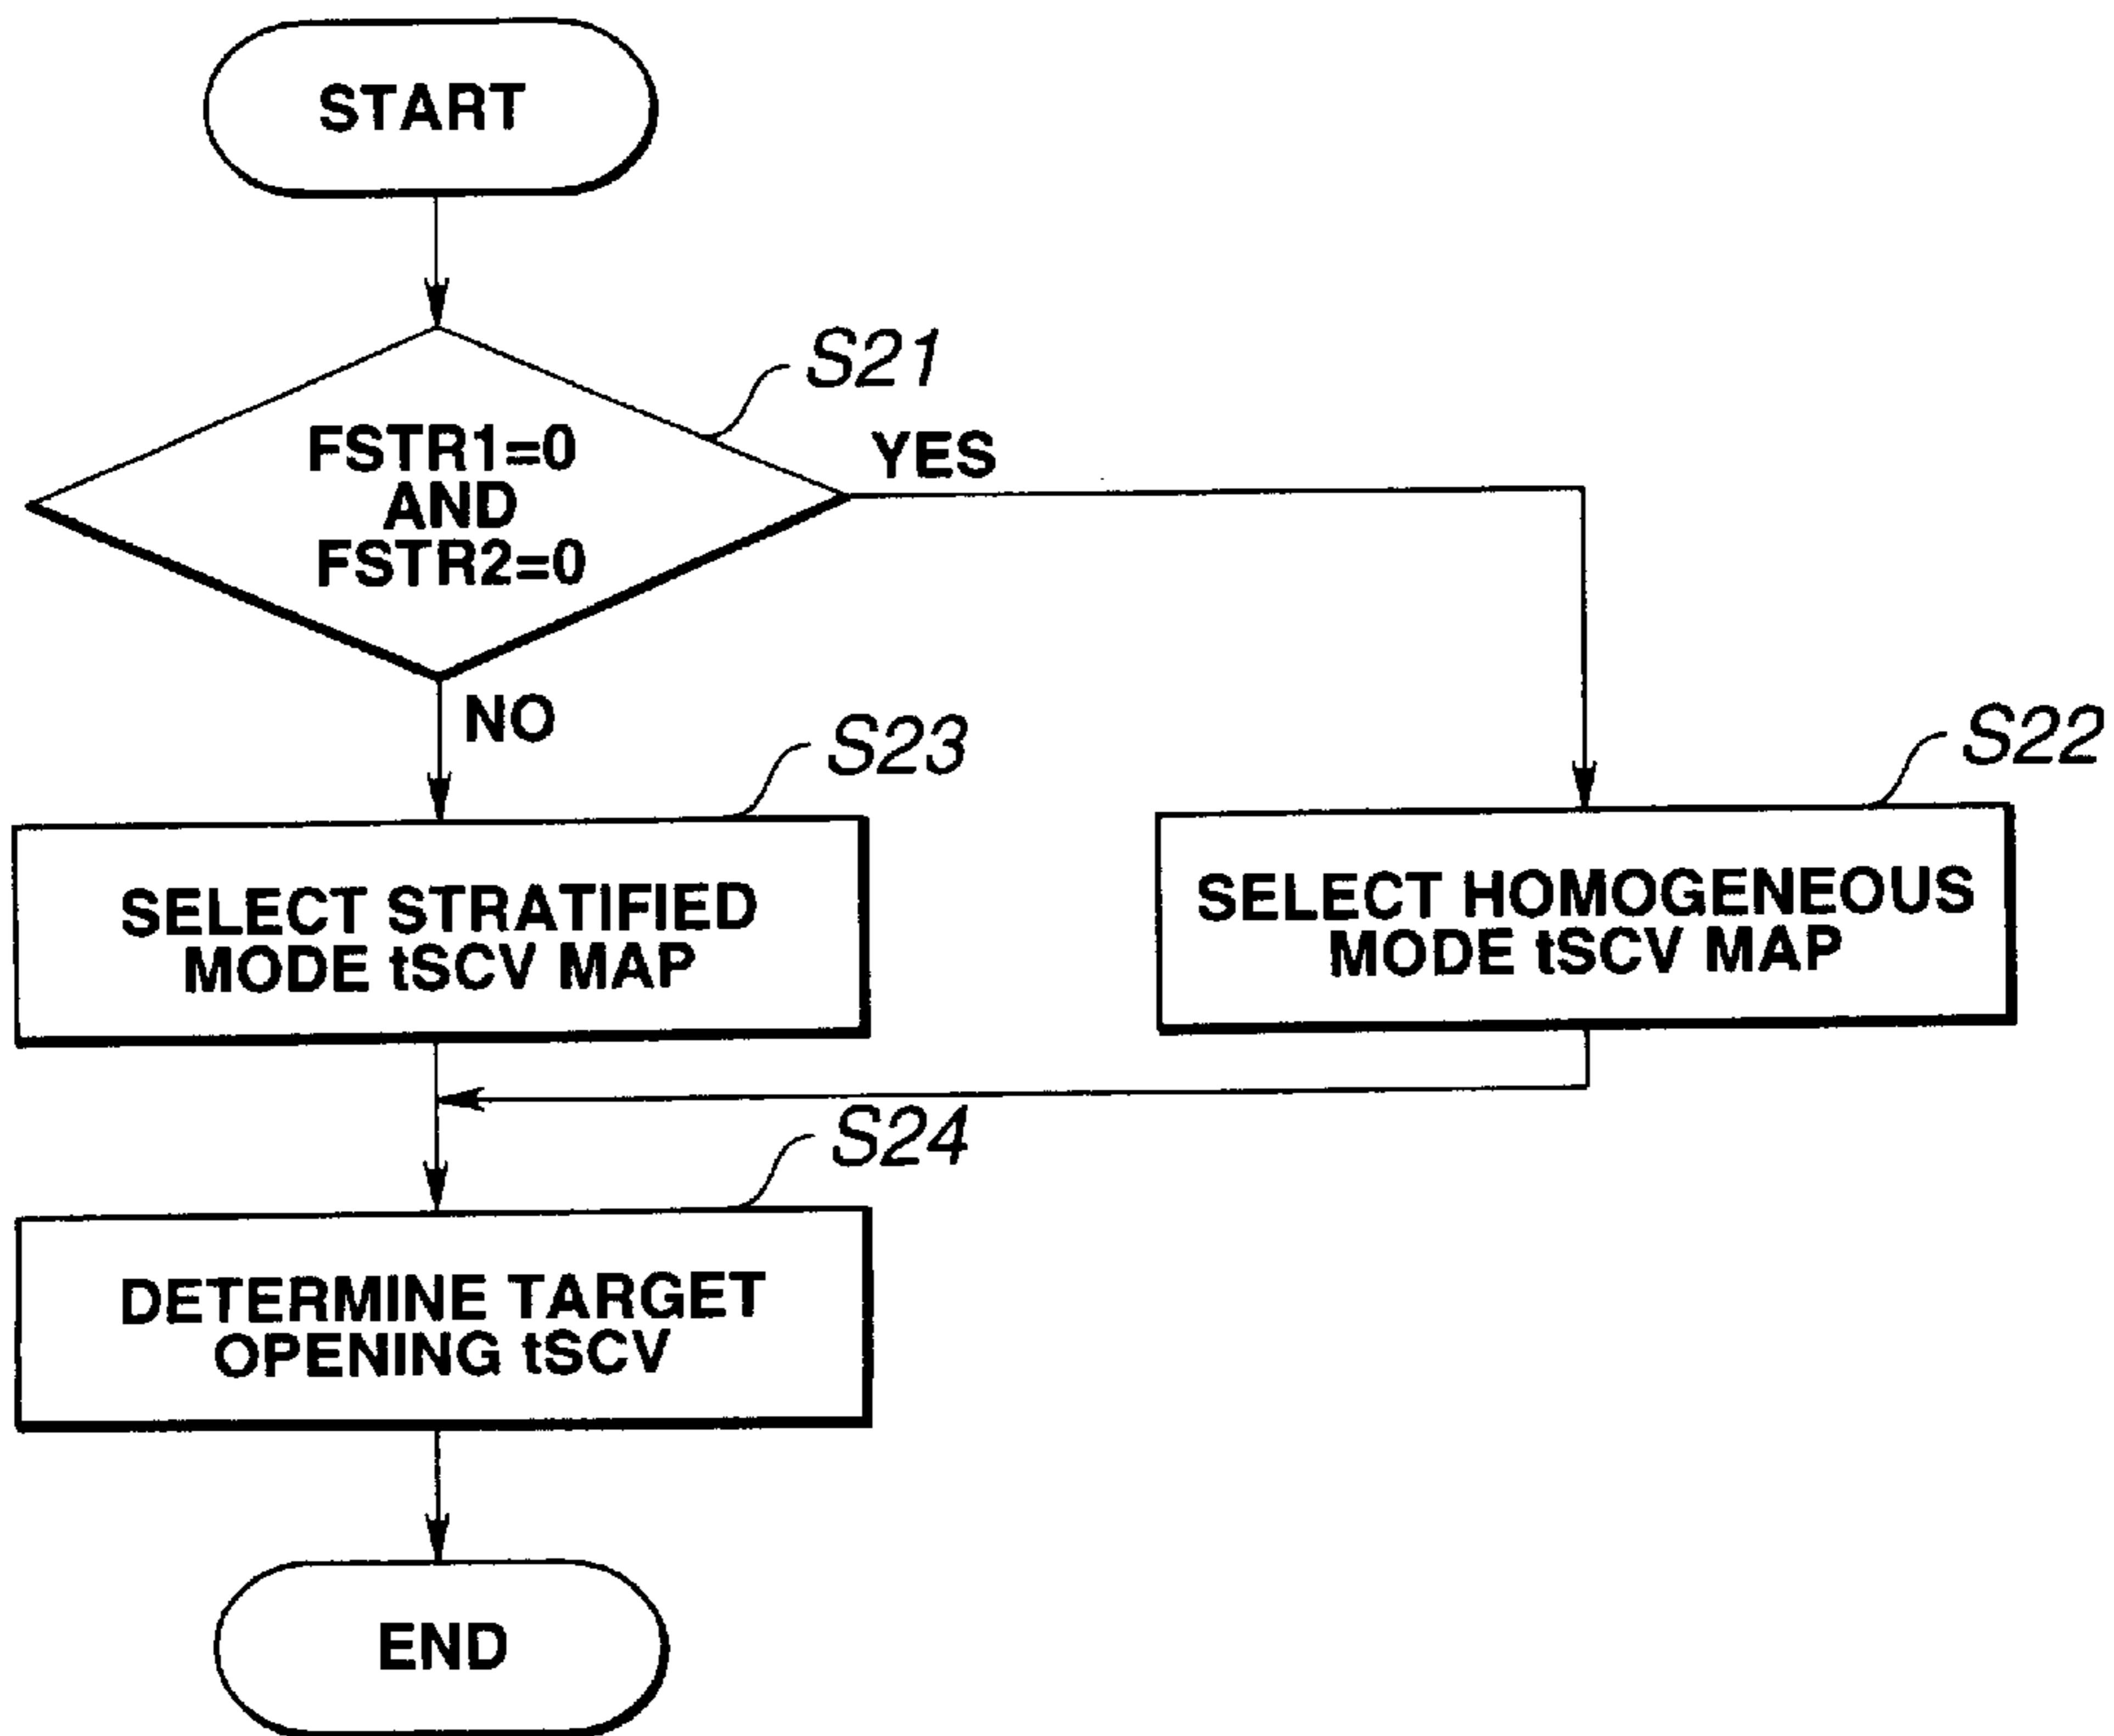 START
S21
FSTR1=0
AND
FSTR2=0
YES
NO
S23
S22
SELECT STRATIFIED
MODE tSCV MAP
SELECT HOMOGENEOUS
MODE tSCV MAP
S24
DETERMINE TARGET
OPENING tSCV
END